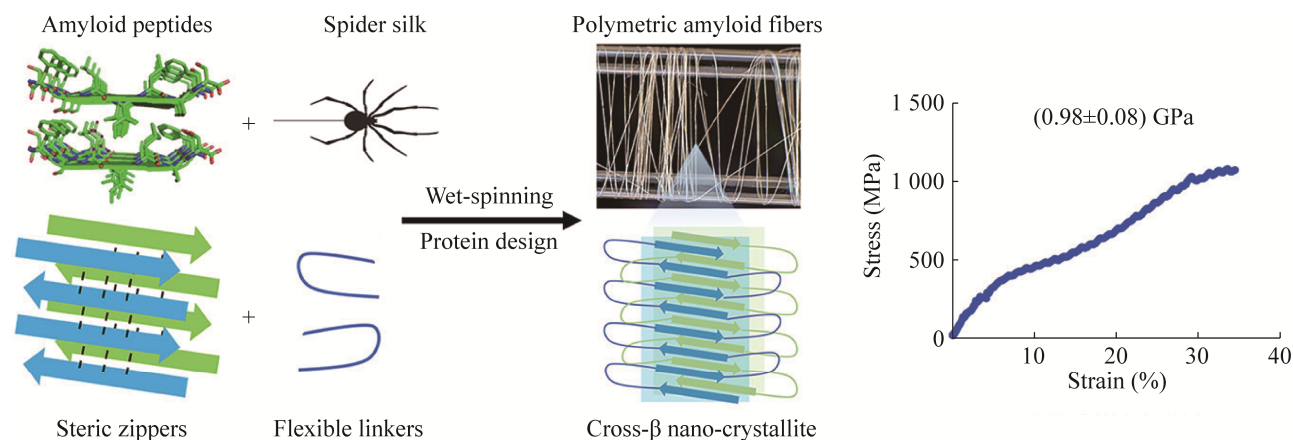 Amyloid peptides
Spider silk
Polymetric amyloid fibers
+
Wet-spinning
Protein design
+
Steric zippers
Flexible linkers
Cross-β nano-crystallite
(0.98±0.08) GPa
Stress (MPa)
1 500
1 000
500
0
10
20
30
40
Strain (%)